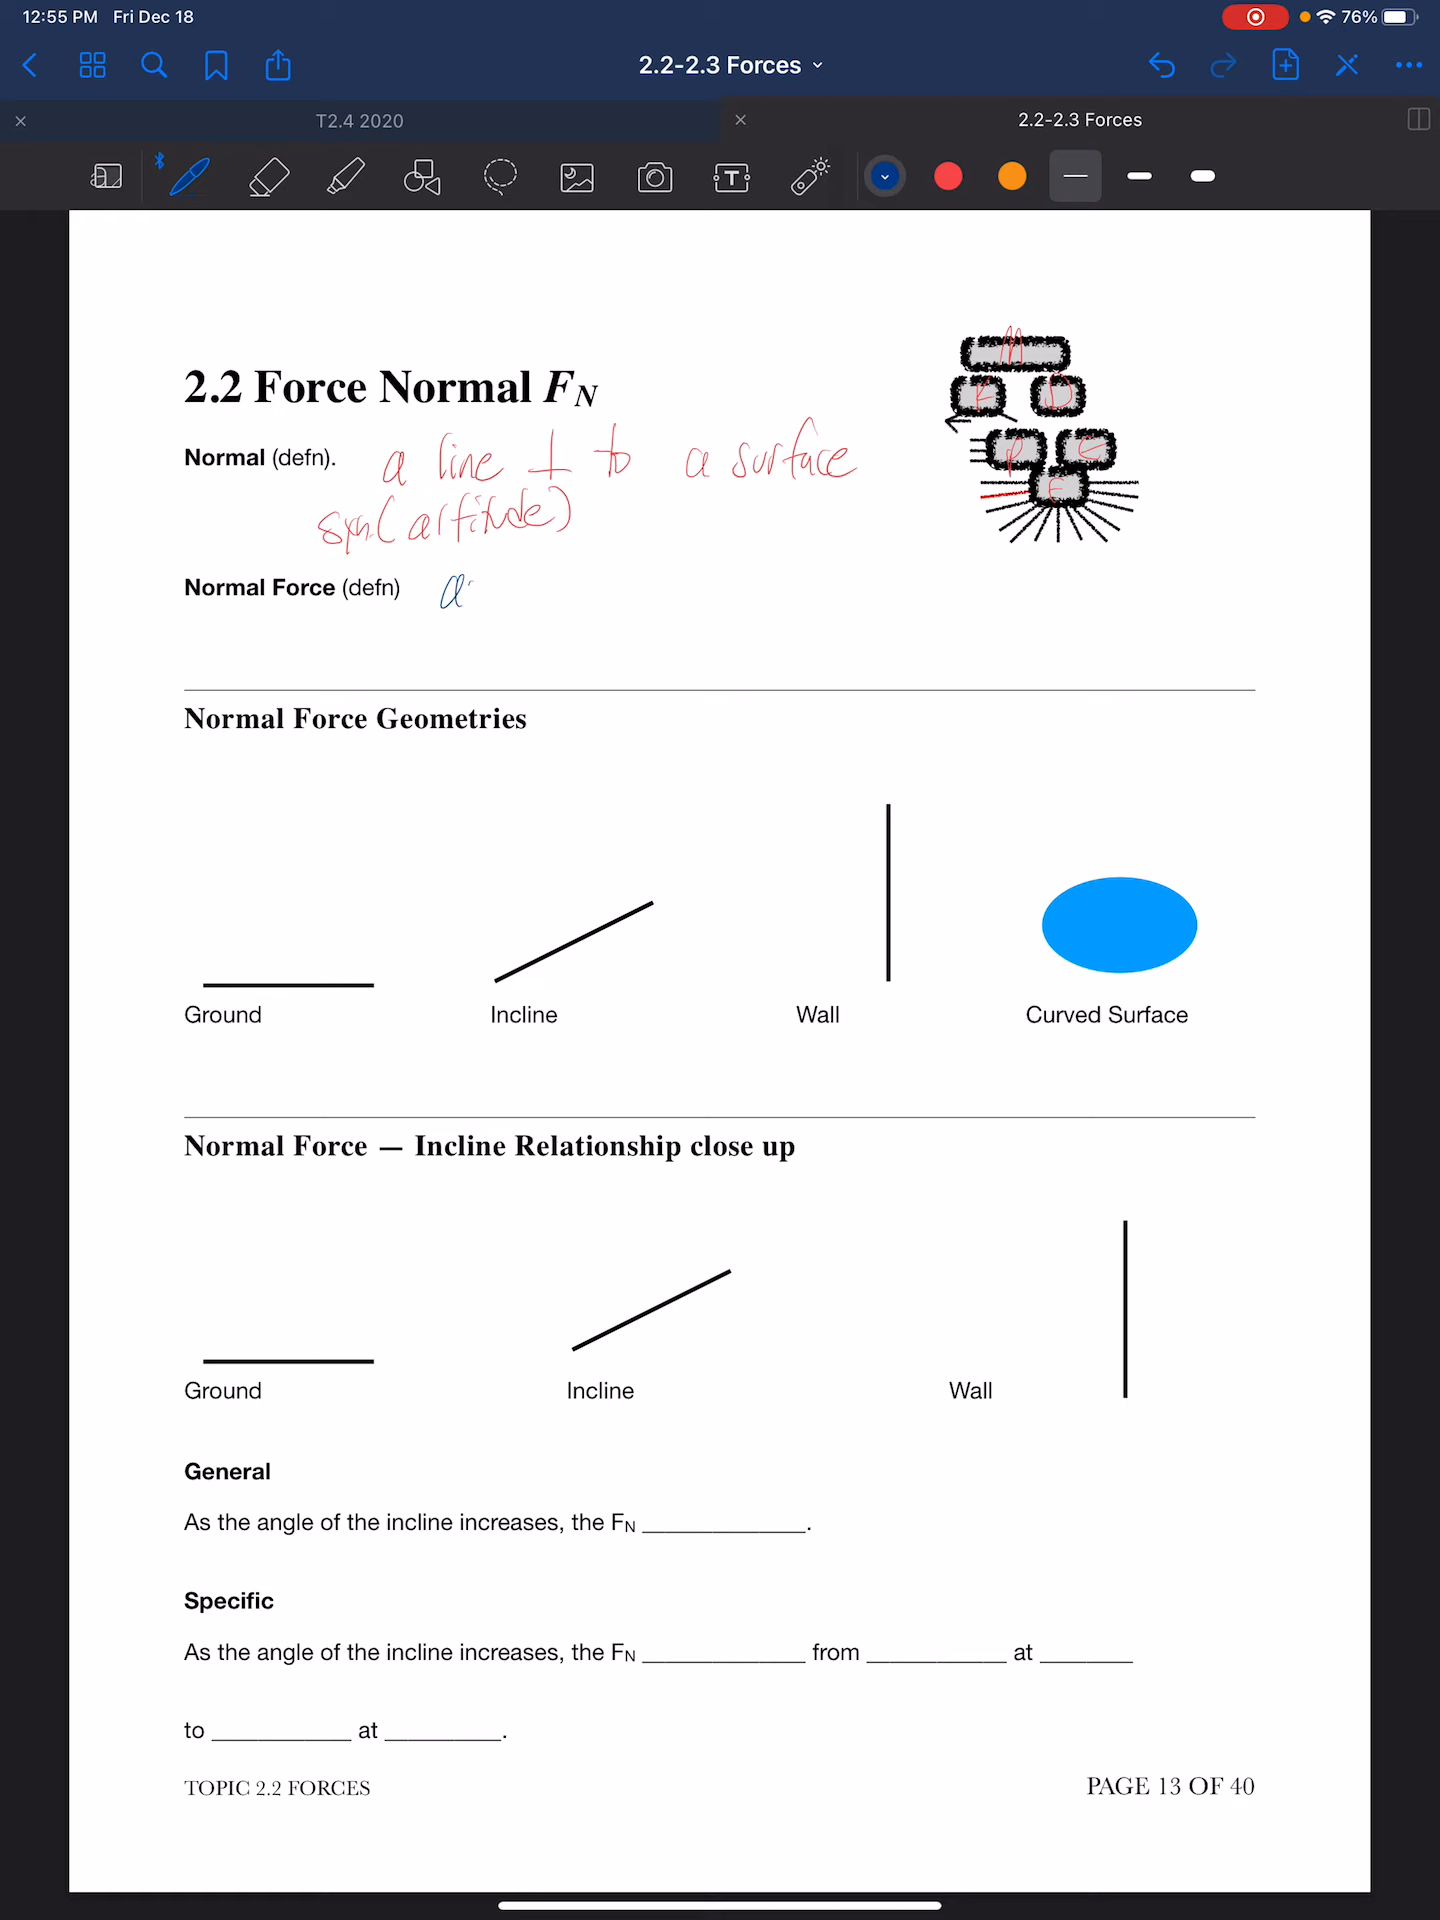 12:55 PM Fri Dec 18
76%
2.2-2.3 Forces
T2.4 2020
2.2-2.3 Forces
T
2.2 Force Normal FN
M
K D
P E
E
Normal (defn). a line ⊥ to a surface
syn. (altitude)
Normal Force (defn) a
Normal Force Geometries
Ground Incline Wall Curved Surface
Normal Force — Incline Relationship close up
Ground Incline Wall
General
As the angle of the incline increases, the FN ____________.
Specific
As the angle of the incline increases, the FN ____________ from __________ at _______
to __________ at _________.
TOPIC 2.2 FORCES PAGE 13 OF 40